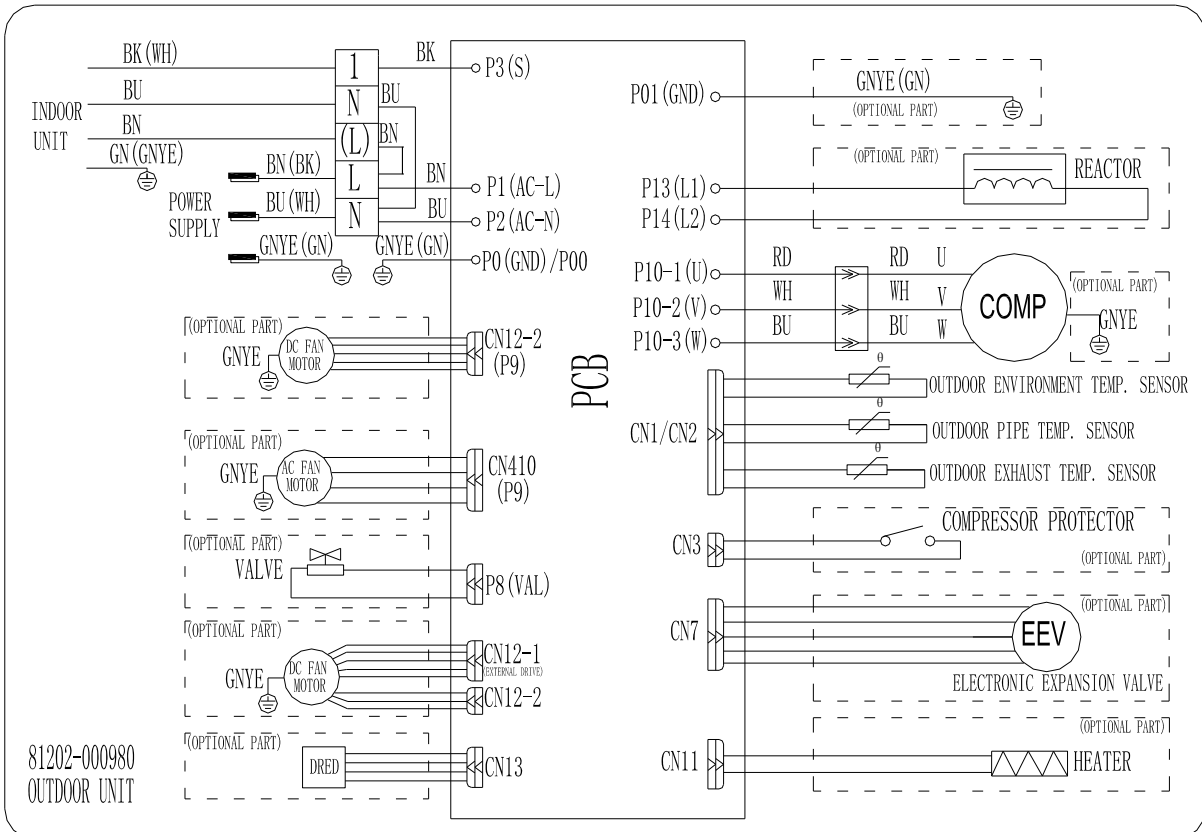 BK(WH)
BU
INDOOR
UNIT
BN
GN(GNYE)
1
N
(L)
L
N
BK
BU
BN
BN
BU
P3(S)
P1(AC-L)
P2(AC-N)
BN(BK)
POWER
SUPPLY
BU(WH)
GNYE(GN)
GNYE(GN)
P0(GND)/P00
(OPTIONAL PART)
GNYE
DC FAN
MOTOR
CN12-2
(P9)
(OPTIONAL PART)
GNYE
AC FAN
MOTOR
CN410
(P9)
(OPTIONAL PART)
VALVE
P8(VAL)
(OPTIONAL PART)
GNYE
DC FAN
MOTOR
CN12-1
(EXTERNAL DRIVE)
CN12-2
(OPTIONAL PART)
DRED
CN13
81202-000980
OUTDOOR UNIT
PCB
P01(GND)
GNYE(GN)
(OPTIONAL PART)
(OPTIONAL PART)
REACTOR
P13(L1)
P14(L2)
P10-1(U)
RD
RD
U
P10-2(V)
WH
WH
V
P10-3(W)
BU
BU
W
COMP
(OPTIONAL PART)
GNYE
CN1/CN2
θ
OUTDOOR ENVIRONMENT TEMP. SENSOR
θ
OUTDOOR PIPE TEMP. SENSOR
θ
OUTDOOR EXHAUST TEMP. SENSOR
CN3
COMPRESSOR PROTECTOR
(OPTIONAL PART)
CN7
(OPTIONAL PART)
EEV
ELECTRONIC EXPANSION VALVE
(OPTIONAL PART)
CN11
HEATER